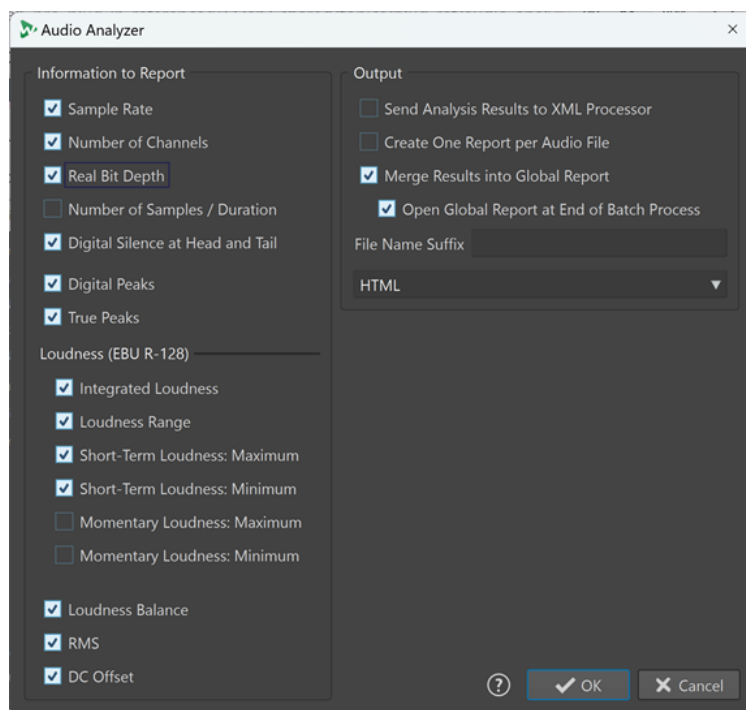 Audio Analyzer
Information to Report
Sample Rate
Number of Channels
Real Bit Depth
Number of Samples / Duration
Digital Silence at Head and Tail
Digital Peaks
True Peaks
Loudness (EBU R-128)
Integrated Loudness
Loudness Range
Short-Term Loudness: Maximum
Short-Term Loudness: Minimum
Momentary Loudness: Maximum
Momentary Loudness: Minimum
Loudness Balance
RMS
DC Offset
Output
Send Analysis Results to XML Processor
Create One Report per Audio File
Merge Results into Global Report
Open Global Report at End of Batch Process
File Name Suffix
HTML
OK
Cancel